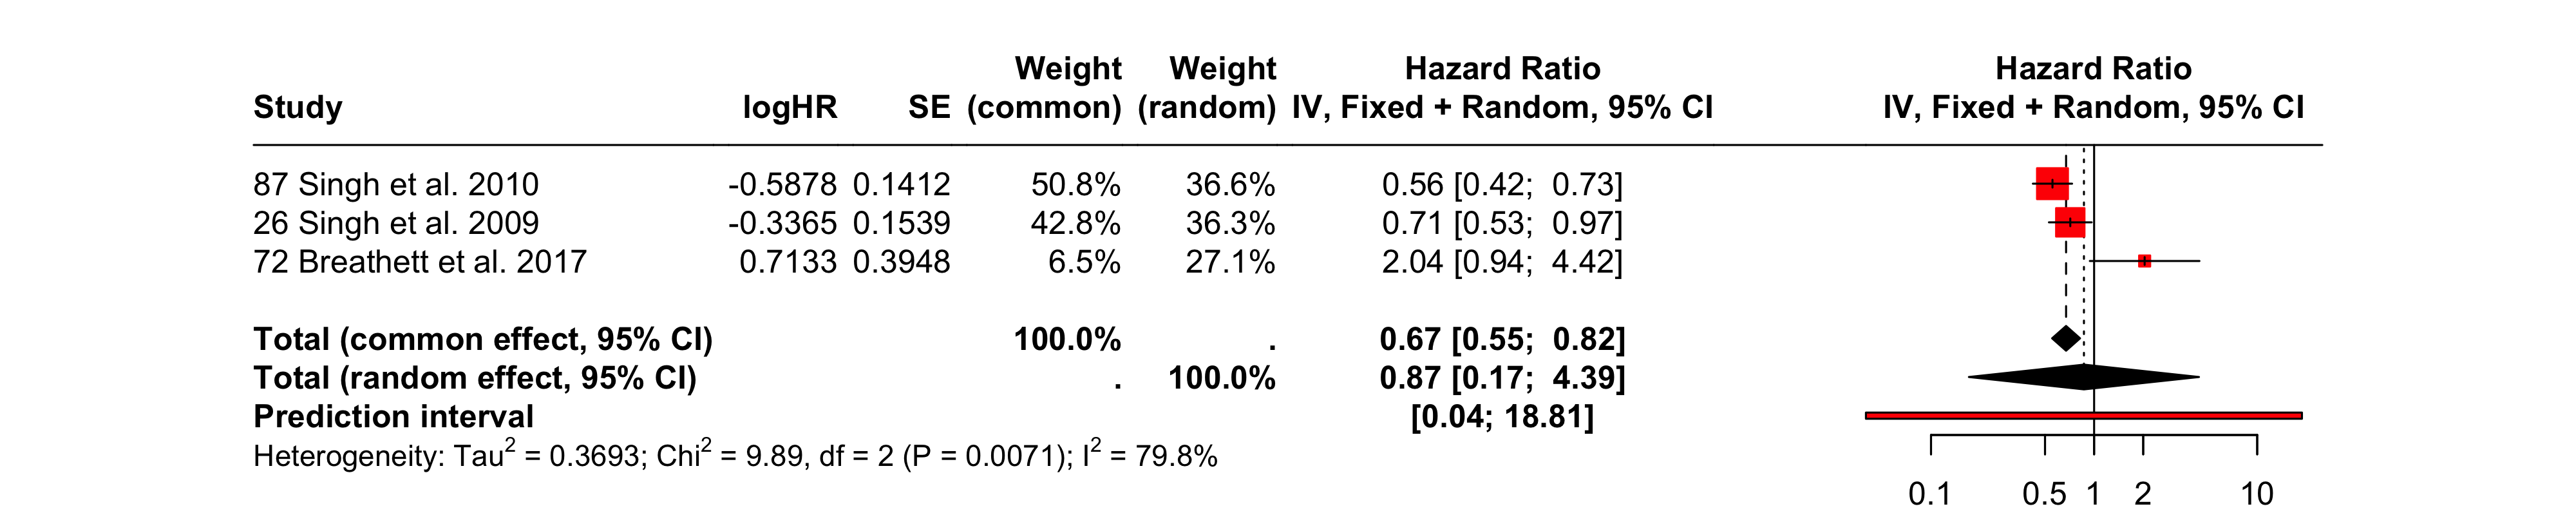 Weight Weight Hazard Ratio Hazard Ratio
Study logHR SE (common) (random) IV, Fixed + Random, 95% CI IV, Fixed + Random, 95% CI
87 Singh et al. 2010 -0.5878 0.1412 50.8% 36.6% 0.56 [0.42; 0.73]
26 Singh et al. 2009 -0.3365 0.1539 42.8% 36.3% 0.71 [0.53; 0.97]
72 Breathett et al. 2017 0.7133 0.3948 6.5% 27.1% 2.04 [0.94; 4.42]
Total (common effect, 95% CI) 100.0% . 0.67 [0.55; 0.82]
Total (random effect, 95% CI) . 100.0% 0.87 [0.17; 4.39]
Prediction interval [0.04; 18.81]
Heterogeneity: Tau² = 0.3693; Chi² = 9.89, df = 2 (P = 0.0071); I² = 79.8%
0.1 0.5 1 2 10